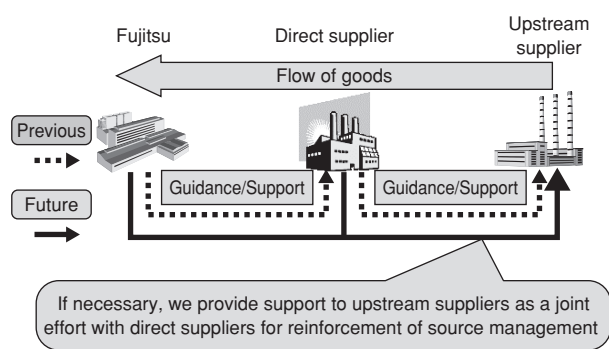 Fujitsu
Direct supplier
Upstream
supplier
Flow of goods
Previous
Guidance/Support
Guidance/Support
Future
If necessary, we provide support to upstream suppliers as a joint
effort with direct suppliers for reinforcement of source management